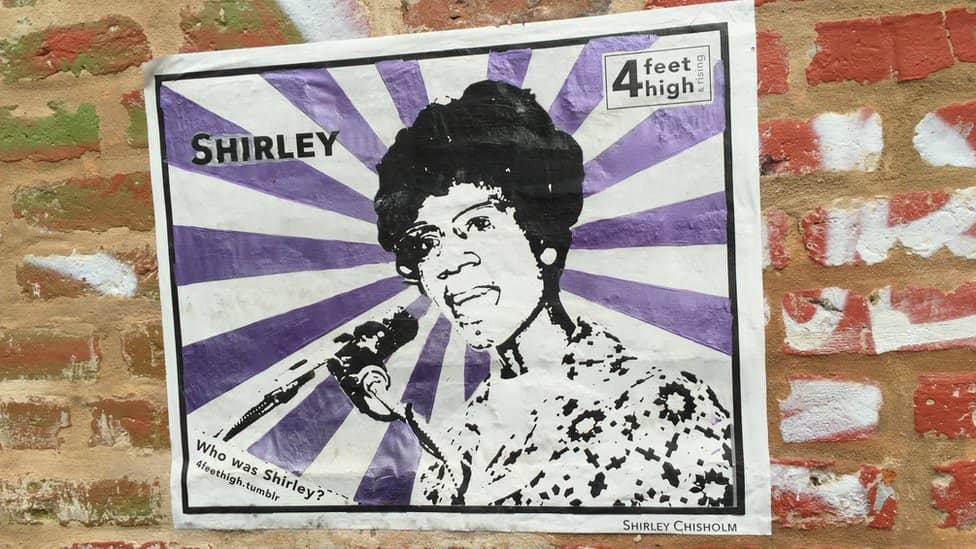 4 feet high & rising
SHIRLEY
Who was Shirley?
4feethigh.tumblr
SHIRLEY CHISHOLM